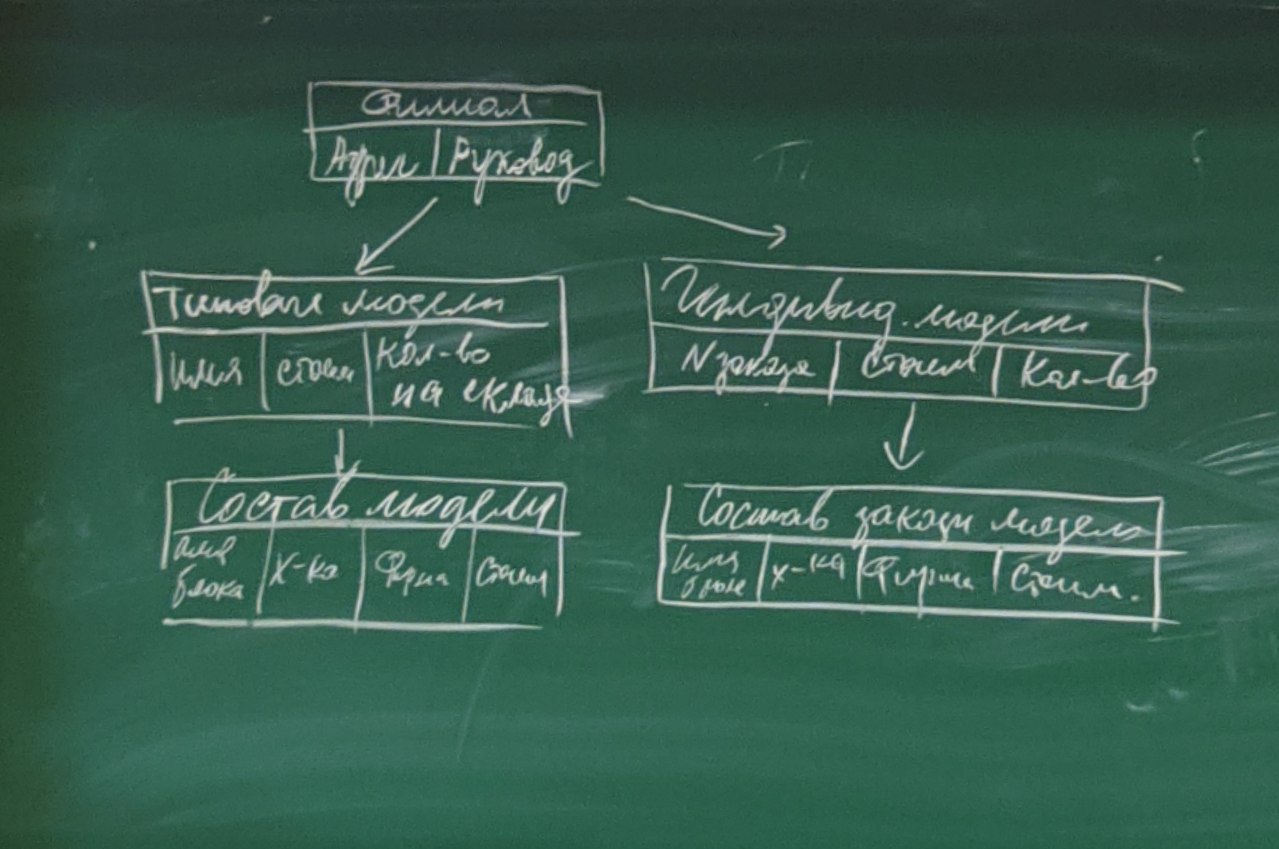 Филиал
Адрес Руковод
Типовые модели
Имя стоим Кол-во
на складе
Индивид. модели
N заказа Стоим Кол-во
Состав модели
имя
блока Х-ка Фирма Стоим
Состав заказн модели
Имя
блок х-ка Фирма Стоим.